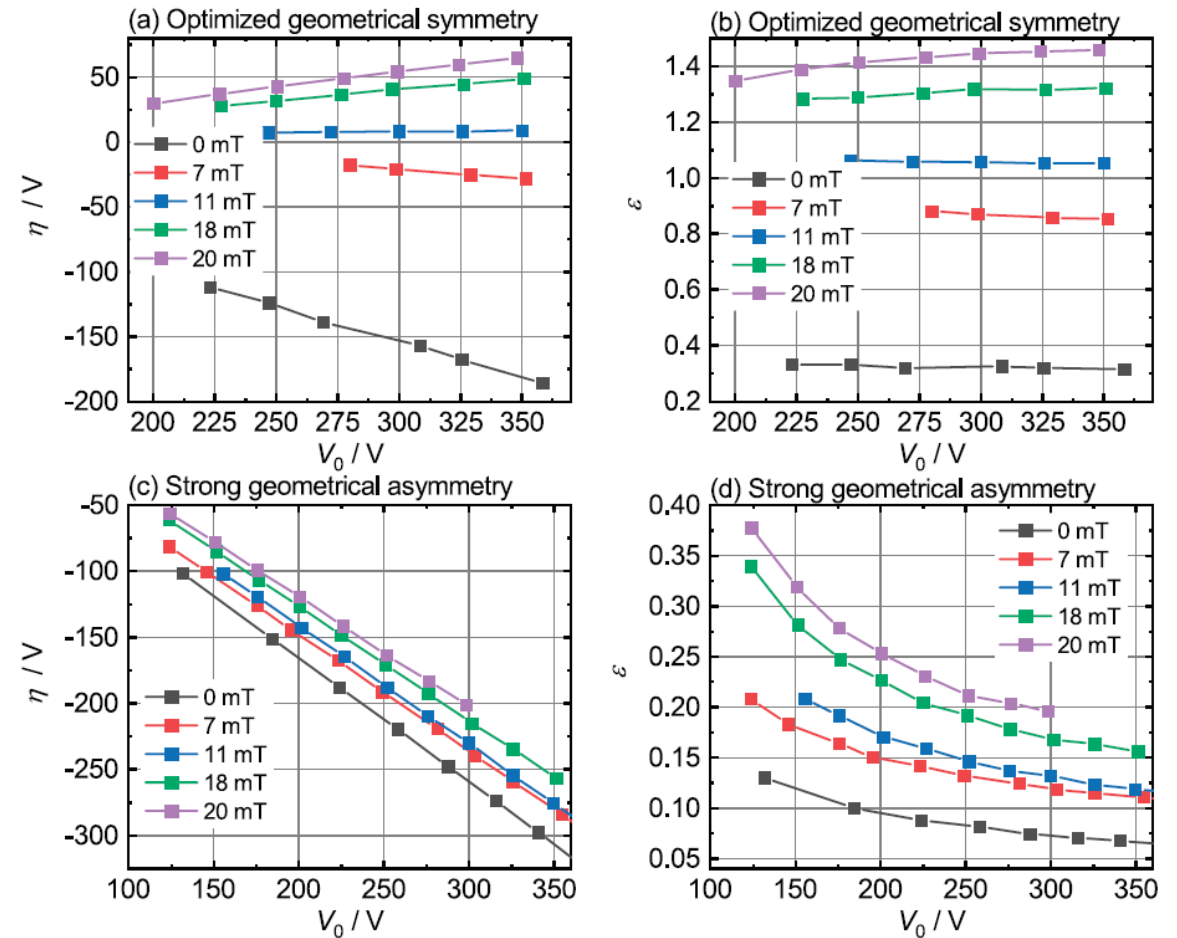 (a) Optimized geometrical symmetry
50
0
-50
-100
-150
-200
η / V
0 mT
7 mT
11 mT
18 mT
20 mT
200 225 250 275 300 325 350
V0 / V
(b) Optimized geometrical symmetry
1.4
1.2
1.0
0.8
0.6
0.4
0.2
ε
0 mT
7 mT
11 mT
18 mT
20 mT
200 225 250 275 300 325 350
V0 / V
(c) Strong geometrical asymmetry
-50
-100
-150
-200
-250
-300
η / V
0 mT
7 mT
11 mT
18 mT
20 mT
100 150 200 250 300 350
V0 / V
(d) Strong geometrical asymmetry
0.40
0.35
0.30
0.25
0.20
0.15
0.10
0.05
ε
0 mT
7 mT
11 mT
18 mT
20 mT
100 150 200 250 300 350
V0 / V